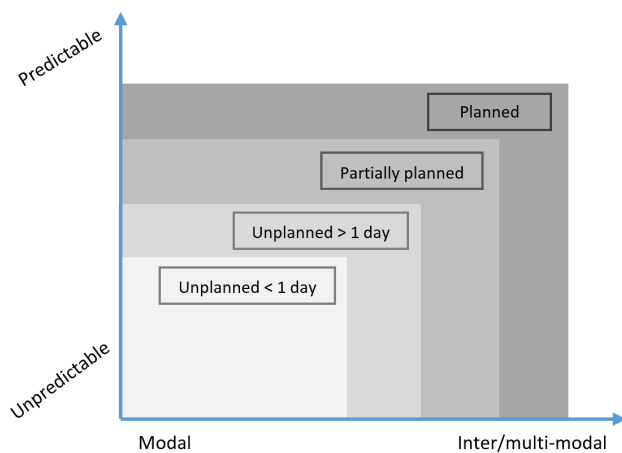 Predictable
Planned
Partially planned
Unplanned > 1 day
Unplanned < 1 day
Unpredictable
Modal
Inter/multi-modal